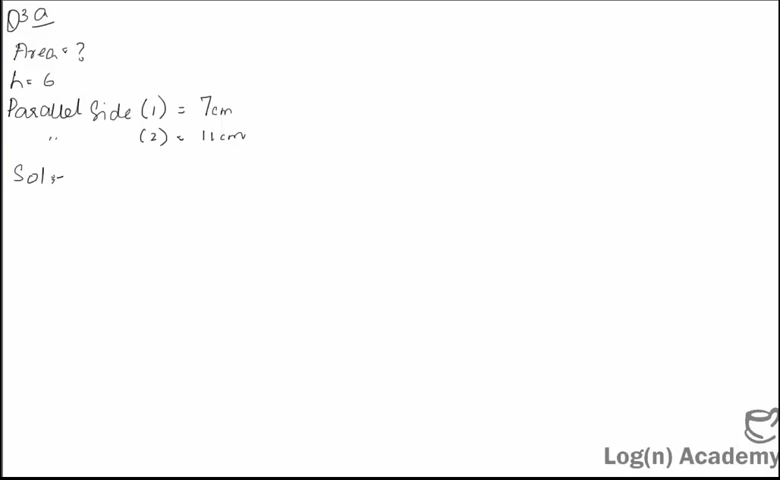 Q3 a
Area = ?
h = 6
Parallel Side (1) = 7cm
" (2) = 11cm
Sol :-
Log(n) Academy